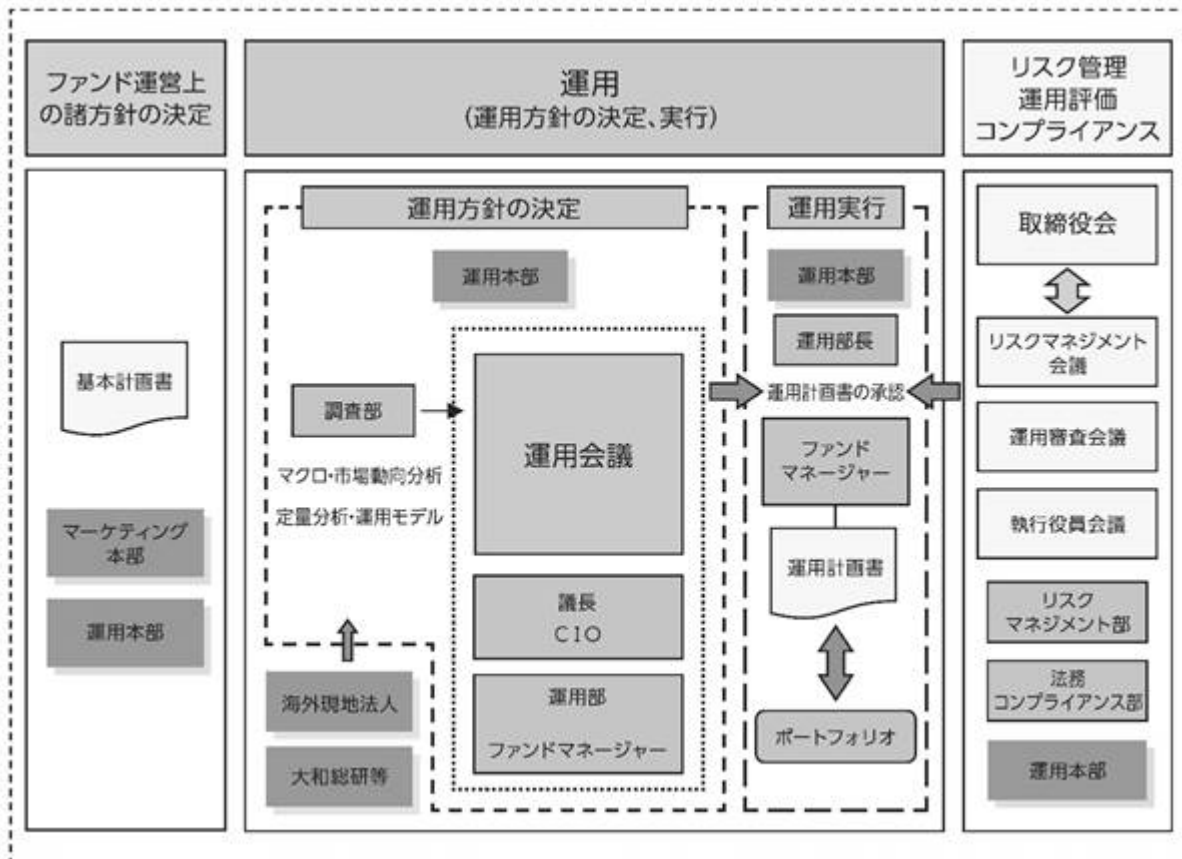 ファンド運営上
の諸方針の決定
運用
(運用方針の決定、実行)
リスク管理
運用評価
コンプライアンス
基本計画書
マーケティング
本部
運用本部
運用方針の決定
運用本部
調査部
マクロ・市場動向分析
定量分析・運用モデル
海外現地法人
大和総研等
運用会議
議長
CIO
運用部
ファンドマネージャー
運用実行
運用本部
運用部長
運用計画書の承認
ファンド
マネージャー
運用計画書
ポートフォリオ
取締役会
リスクマネジメント
会議
運用審査会議
執行役員会議
リスク
マネジメント部
法務
コンプライアンス部
運用本部